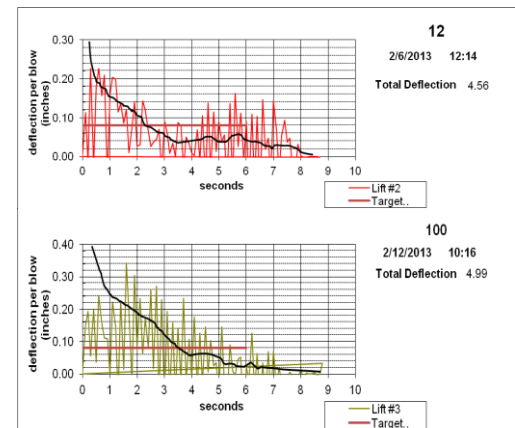 12
2/6/2013 12:14
Total Deflection 4.56
deflection per blow
(inches)
0.30
0.20
0.10
0.00
0 1 2 3 4 5 6 7 8 9 10
seconds
Lift #2
Target..
100
2/12/2013 10:16
Total Deflection 4.99
deflection per blow
(inches)
0.40
0.30
0.20
0.10
0.00
0 1 2 3 4 5 6 7 8 9 10
seconds
Lift #3
Target..